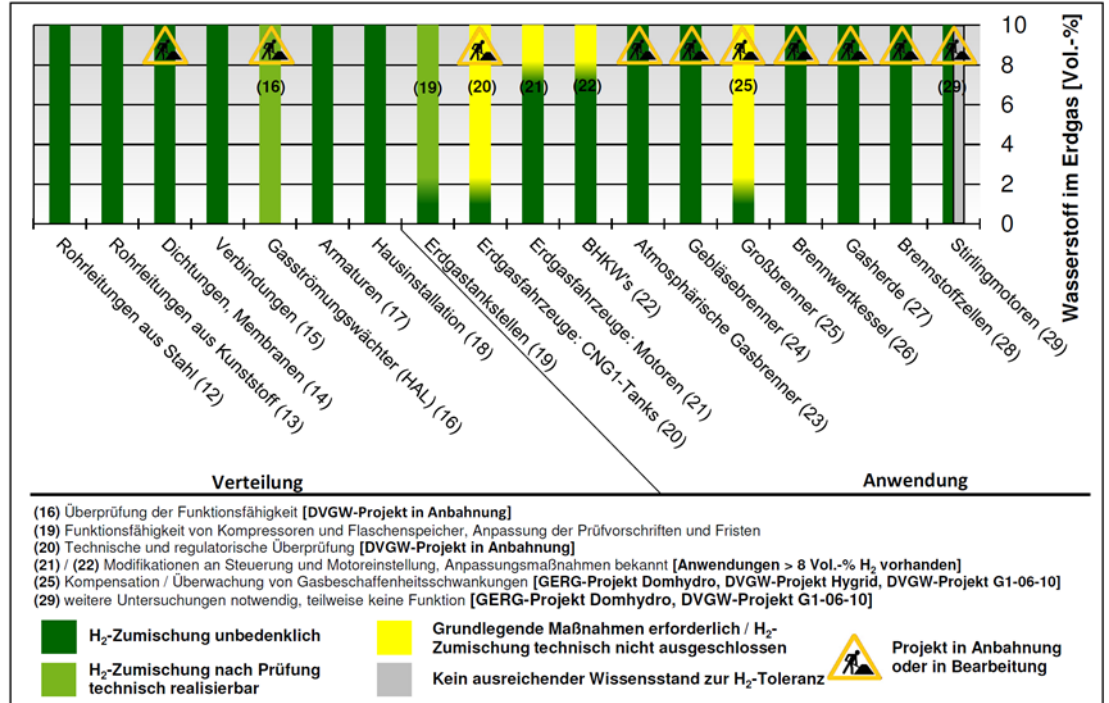 10
8
6
4
2
0
Wasserstoff im Erdgas [Vol.-%]
(16)
(19)
(20)
(21)
(22)
(25)
(29)
Rohrleitungen aus Stahl (12)
Rohrleitungen aus Kunststoff (13)
Dichtungen, Membranen (14)
Verbindungen (15)
Gasströmungswächter (HAL) (16)
Armaturen (17)
Hausinstallation (18)
Erdgastankstellen (19)
Erdgasfahrzeuge: CNG1-Tanks (20)
Erdgasfahrzeuge: Motoren (21)
BHKW's (22)
Atmosphärische Gasbrenner (23)
Gebläsebrenner (24)
Großbrenner (25)
Brennwertkessel (26)
Gasherde (27)
Brennstoffzellen (28)
Stirlingmotoren (29)
Verteilung
Anwendung
(16) Überprüfung der Funktionsfähigkeit [DVGW-Projekt in Anbahnung]
(19) Funktionsfähigkeit von Kompressoren und Flaschenspeicher, Anpassung der Prüfvorschriften und Fristen
(20) Technische und regulatorische Überprüfung [DVGW-Projekt in Anbahnung]
(21) / (22) Modifikationen an Steuerung und Motoreinstellung, Anpassungsmaßnahmen bekannt [Anwendungen > 8 Vol.-% H₂ vorhanden]
(25) Kompensation / Überwachung von Gasbeschaffenheitsschwankungen [GERG-Projekt Domhydro, DVGW-Projekt Hygrid, DVGW-Projekt G1-06-10]
(29) weitere Untersuchungen notwendig, teilweise keine Funktion [GERG-Projekt Domhydro, DVGW-Projekt G1-06-10]
H₂-Zumischung unbedenklich
H₂-Zumischung nach Prüfung
technisch realisierbar
Grundlegende Maßnahmen erforderlich / H₂-
Zumischung technisch nicht ausgeschlossen
Kein ausreichender Wissensstand zur H₂-Toleranz
Projekt in Anbahnung
oder in Bearbeitung